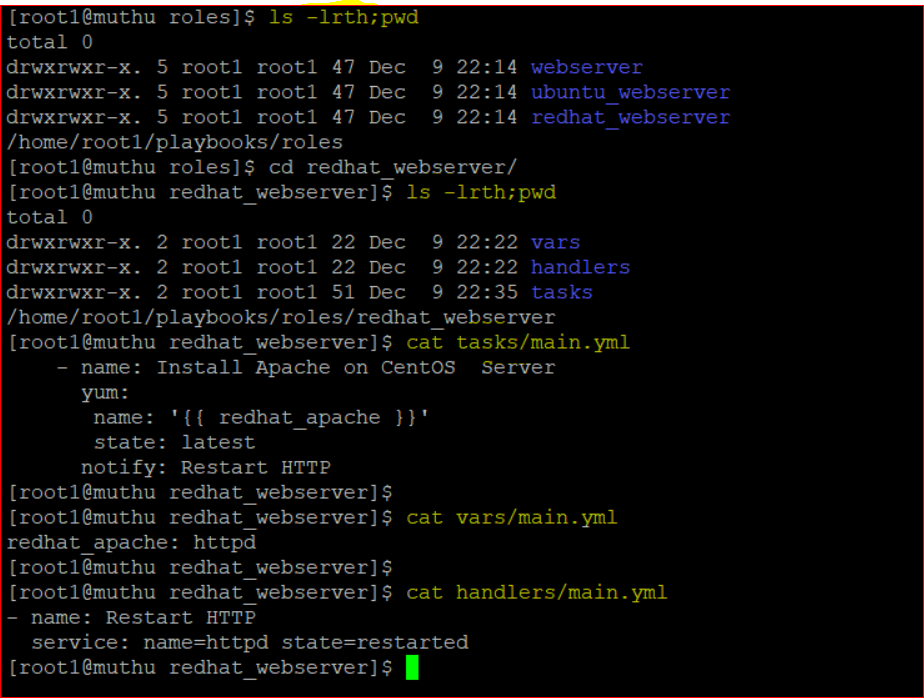 [root1@muthu roles]$ ls -lrth;pwd
total 0
drwxrwxr-x. 5 root1 root1 47 Dec  9 22:14 webserver
drwxrwxr-x. 5 root1 root1 47 Dec  9 22:14 ubuntu_webserver
drwxrwxr-x. 5 root1 root1 47 Dec  9 22:14 redhat_webserver
/home/root1/playbooks/roles
[root1@muthu roles]$ cd redhat_webserver/
[root1@muthu redhat_webserver]$ ls -lrth;pwd
total 0
drwxrwxr-x. 2 root1 root1 22 Dec  9 22:22 vars
drwxrwxr-x. 2 root1 root1 22 Dec  9 22:22 handlers
drwxrwxr-x. 2 root1 root1 51 Dec  9 22:35 tasks
/home/root1/playbooks/roles/redhat_webserver
[root1@muthu redhat_webserver]$ cat tasks/main.yml
    - name: Install Apache on CentOS  Server
      yum:
       name: '{{ redhat_apache }}'
       state: latest
      notify: Restart HTTP
[root1@muthu redhat_webserver]$
[root1@muthu redhat_webserver]$ cat vars/main.yml
redhat_apache: httpd
[root1@muthu redhat_webserver]$
[root1@muthu redhat_webserver]$ cat handlers/main.yml
- name: Restart HTTP
  service: name=httpd state=restarted
[root1@muthu redhat_webserver]$